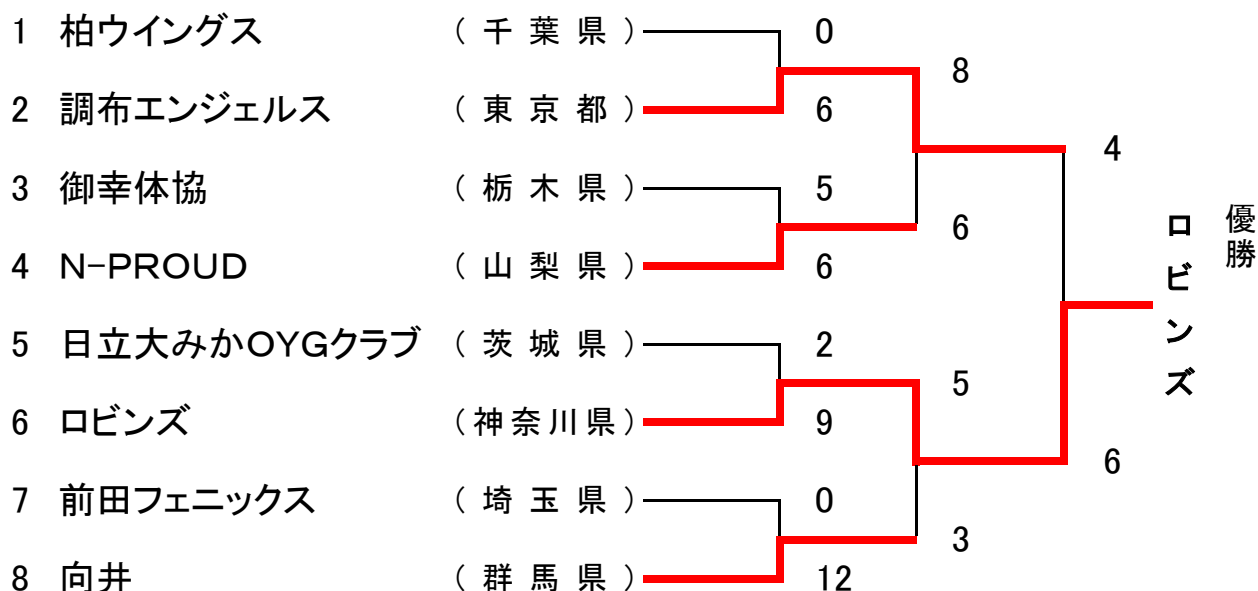 1 柏ウイングス (千葉県) 0
8
2 調布エンジェルス (東京都) 6
4
3 御幸体協 (栃木県) 5
6
4 N-PROUD (山梨県) 6
5 日立大みかOYGクラブ (茨城県) 2
5
6 ロビンズ (神奈川県) 9
6
7 前田フェニックス (埼玉県) 0
3
8 向井 (群馬県) 12
優勝
ロビンズ